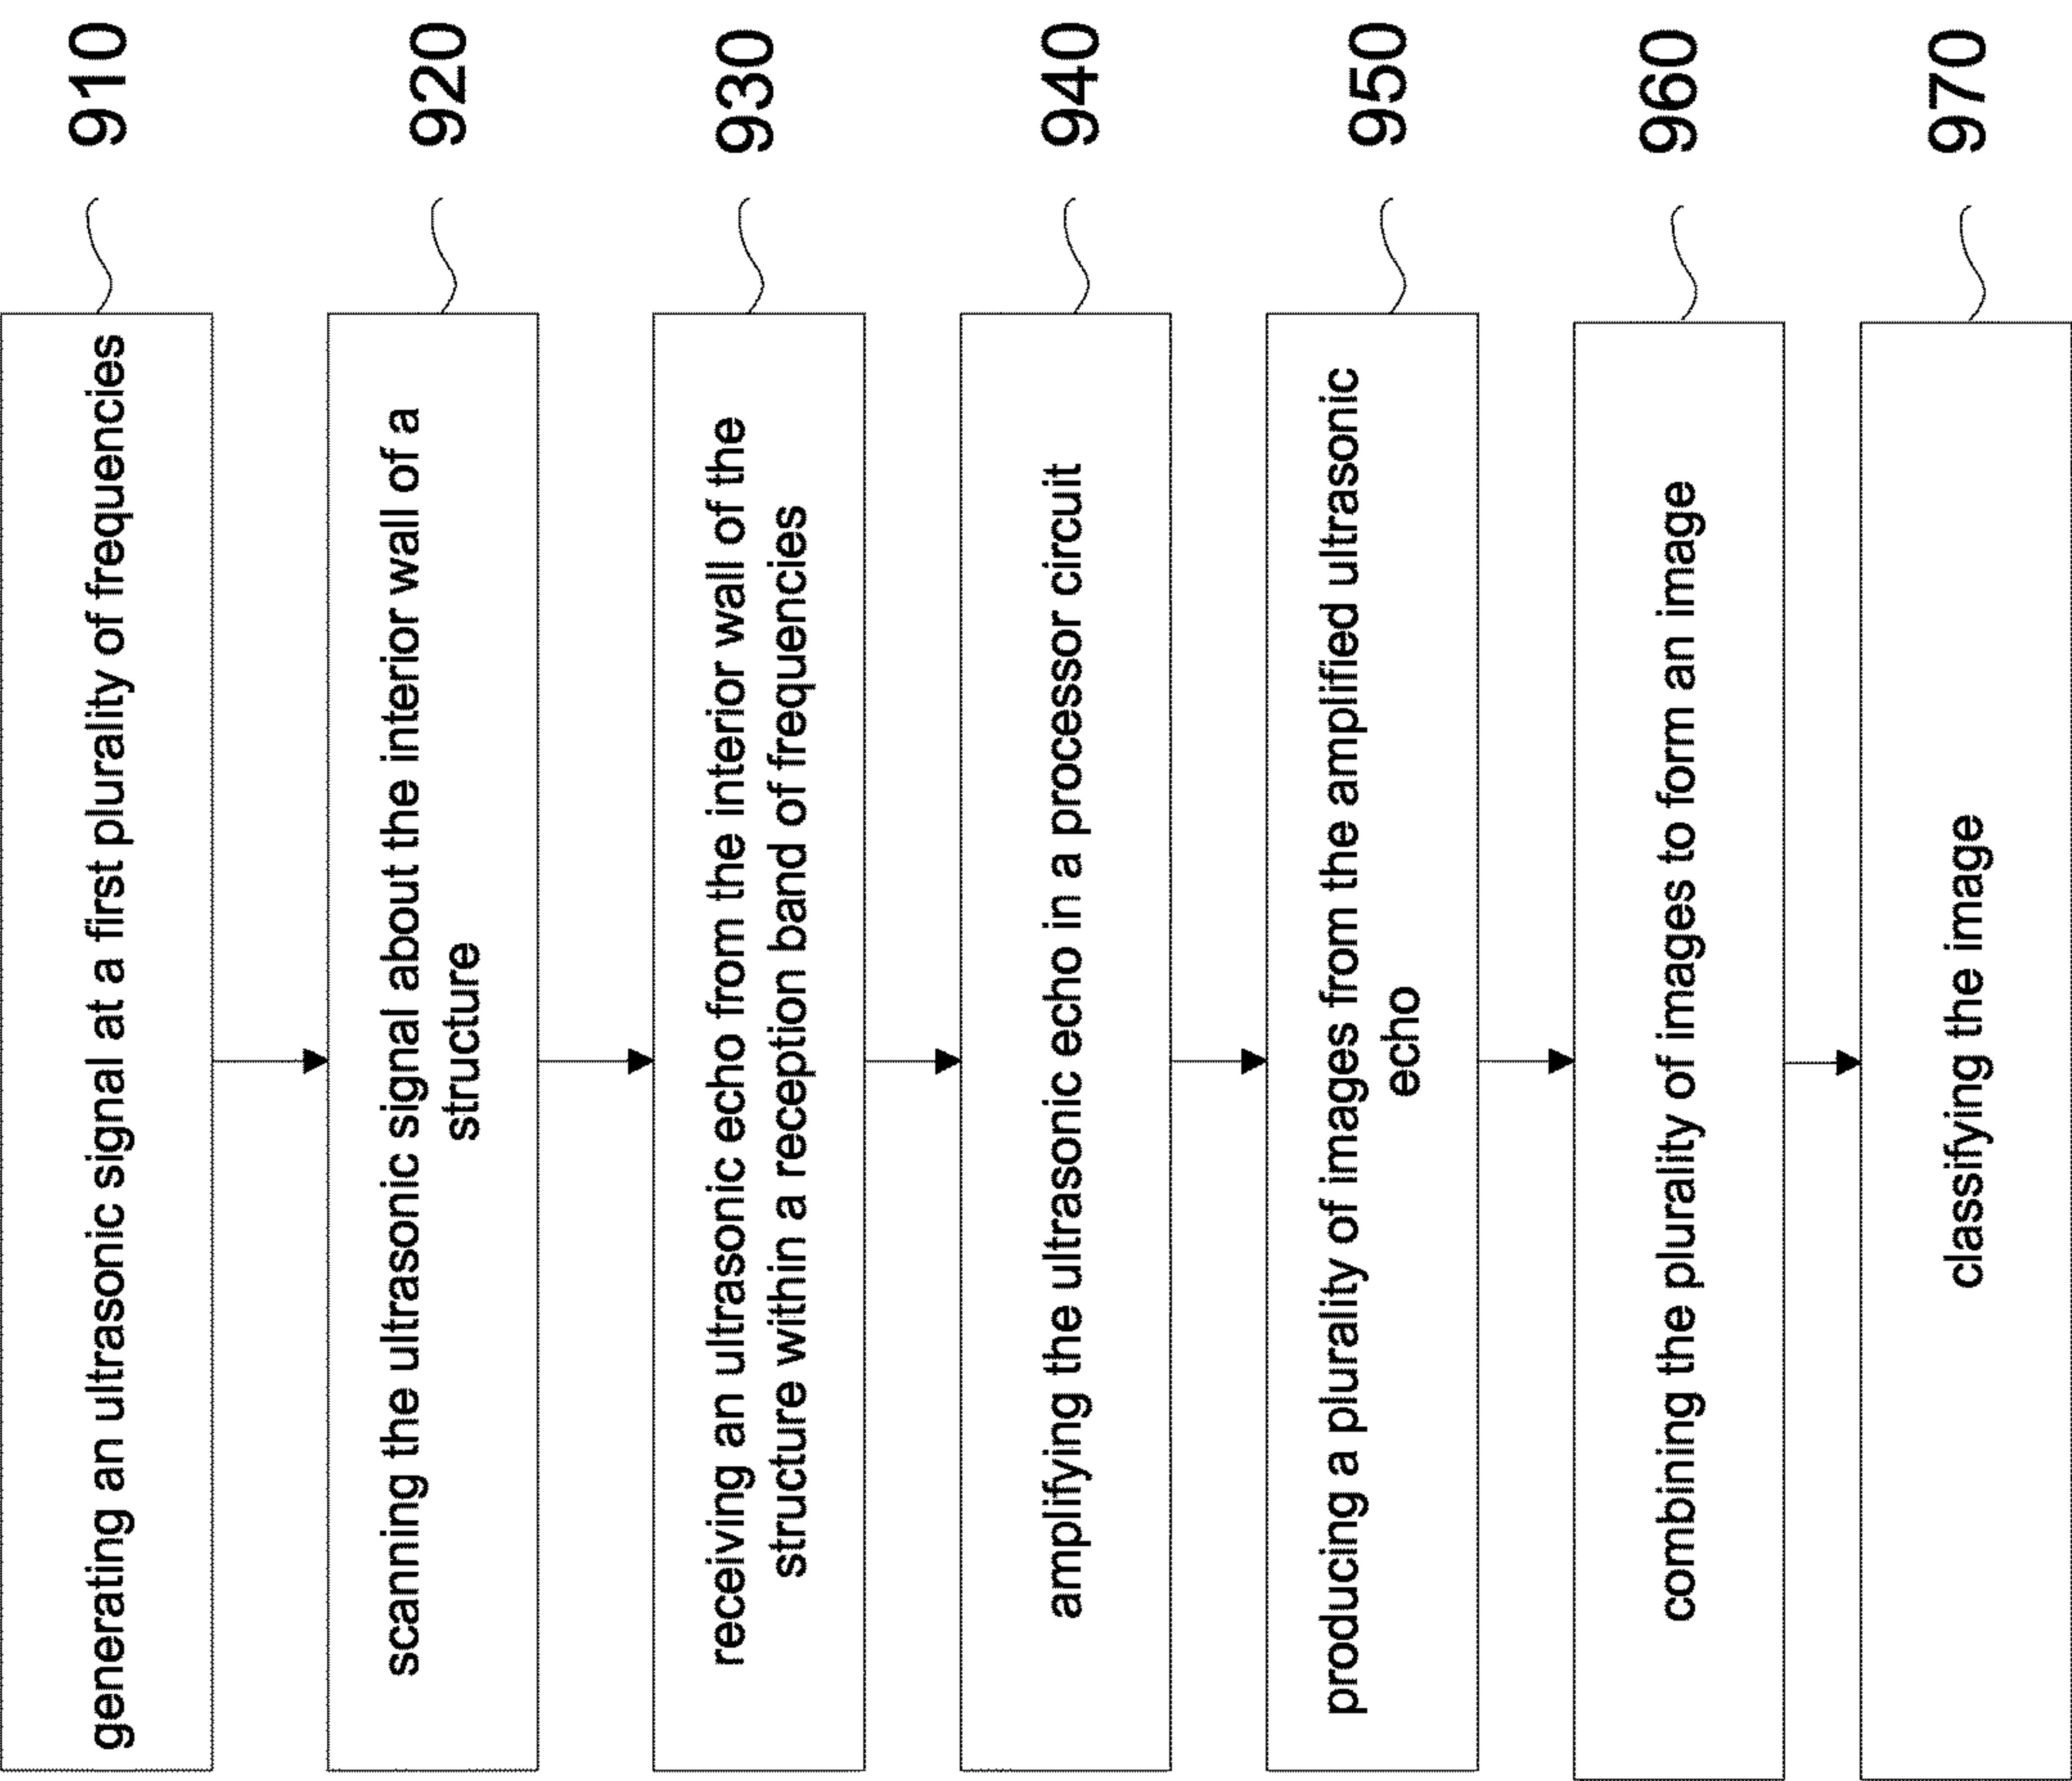 generating an ultrasonic signal at a first plurality of frequencies
910
scanning the ultrasonic signal about the interior wall of a
structure
920
receiving an ultrasonic echo from the interior wall of the
structure within a reception band of frequencies
930
amplifying the ultrasonic echo in a processor circuit
940
producing a plurality of images from the amplified ultrasonic
echo
950
combining the plurality of images to form an image
960
classifying the image
970